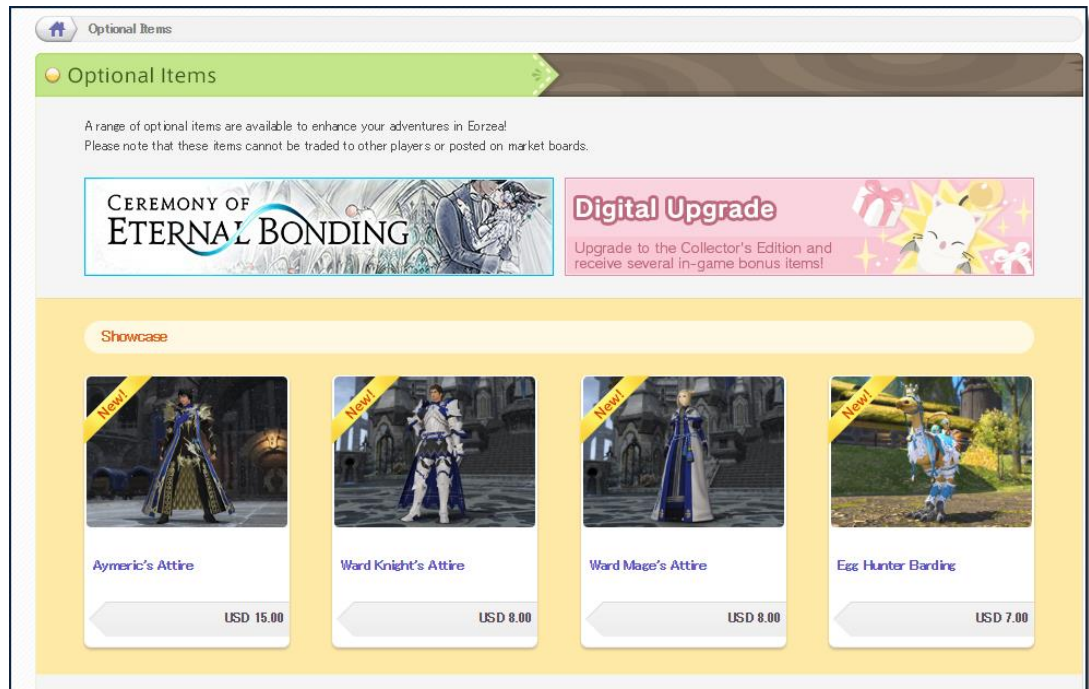 Optional Items
Optional Items
A range of optional items are available to enhance your adventures in Eorzea!
Please note that these items cannot be traded to other players or posted on market boards.
CEREMONY OF
ETERNAL BONDING
Digital Upgrade
Upgrade to the Collector's Edition and
receive several in-game bonus items!
Showcase
New!
New!
New!
New!
Aymeric's Attire
Ward Knight's Attire
Ward Mage's Attire
Egg Hunter Barding
USD 15.00
USD 8.00
USD 8.00
USD 7.00